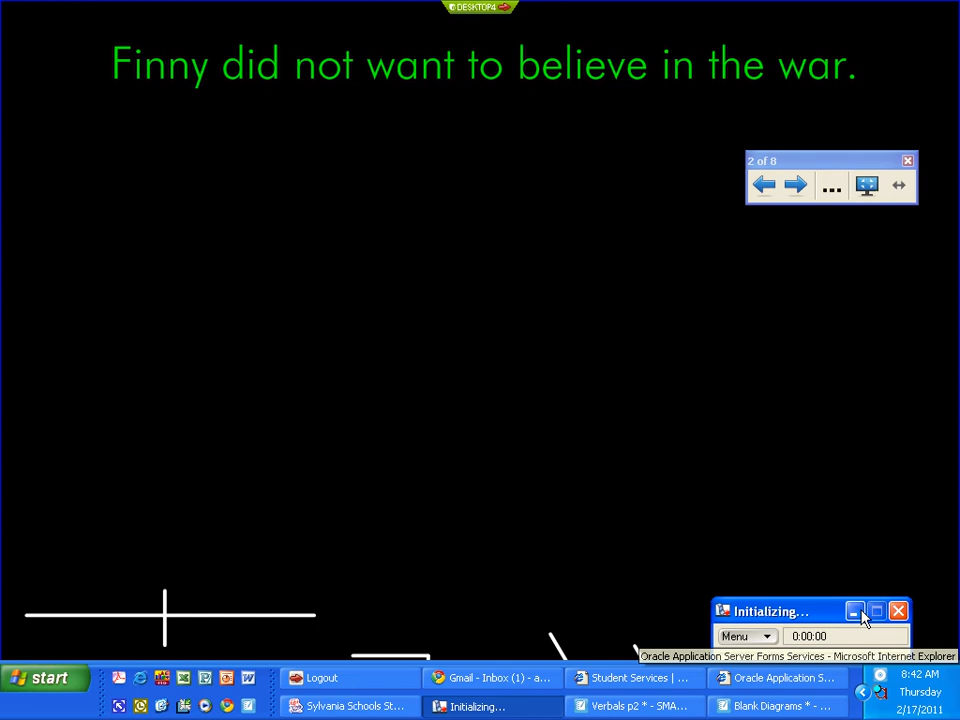 DESKTOP4
Finny did not want to believe in the war.
2 of 8
...
Initializing...
Menu
0:00:00
Oracle Application Server Forms Services - Microsoft Internet Explorer
start
Logout
Gmail - Inbox (1) - a...
Student Services | ...
Oracle Application S...
8:42 AM
Sylvania Schools St...
Initializing...
Verbals p2 * - SMA...
Blank Diagrams * - ...
Thursday
2/17/2011